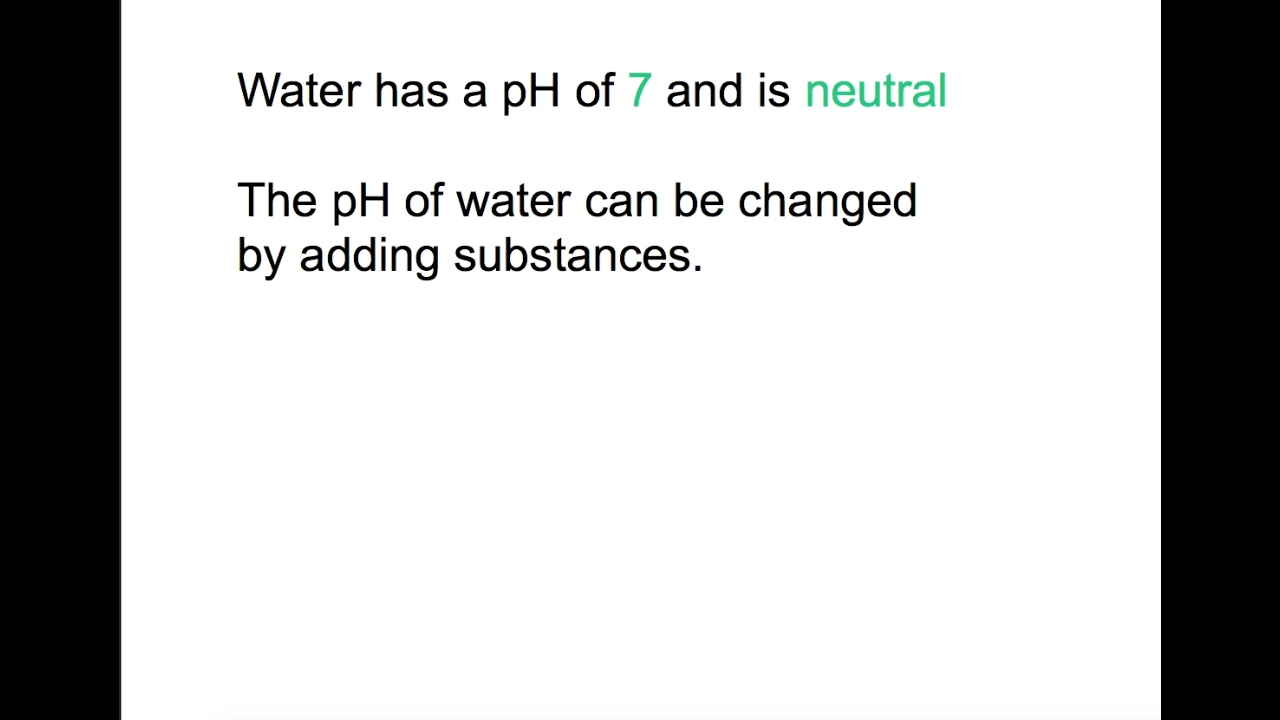 Water has a pH of 7 and is neutral
The pH of water can be changed
by adding substances.